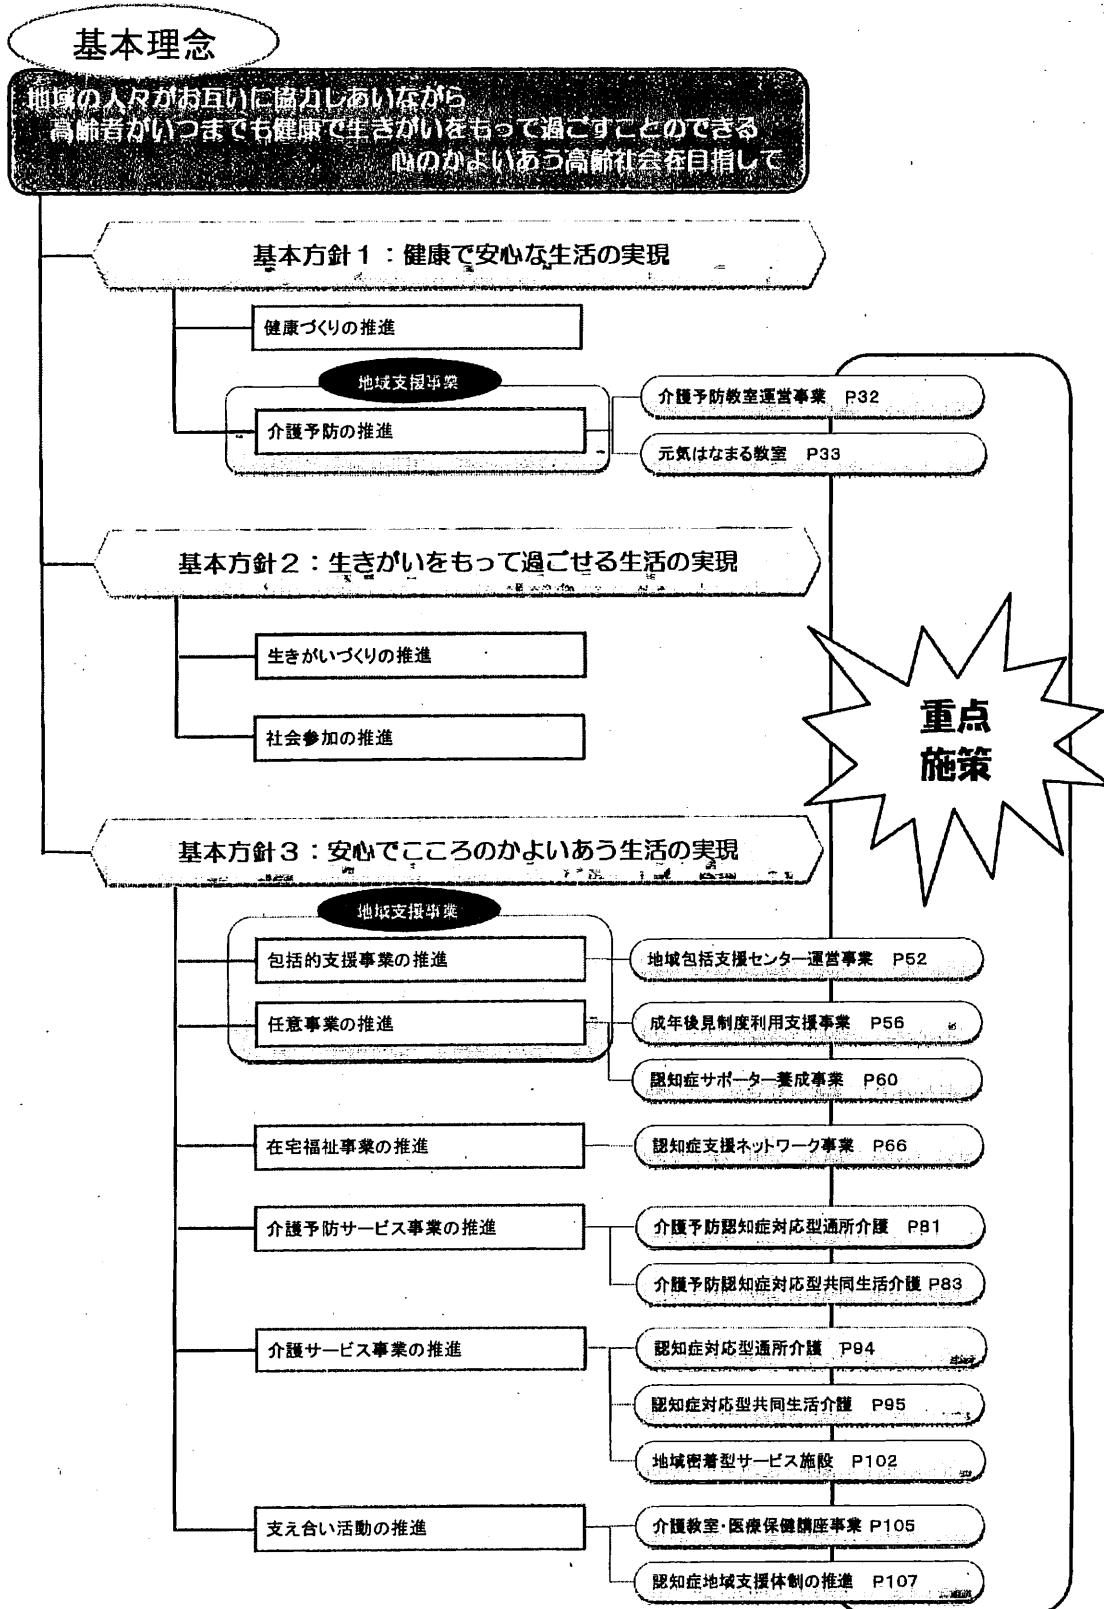 基本理念
地域の人々がお互いに協力しあいながら
高齢者がいつまでも健康で生きがいをもって過ごすことのできる
心のかよいあう高齢社会を目指して
基本方針1：健康で安心な生活の実現
健康づくりの推進
地域支援事業
介護予防の推進
介護予防教室運営事業 P32
元気はなまる教室 P33
基本方針2：生きがいをもって過ごせる生活の実現
生きがいづくりの推進
社会参加の推進
重点
施策
基本方針3：安心でこころのかよいあう生活の実現
地域支援事業
包括的支援事業の推進
地域包括支援センター運営事業 P52
任意事業の推進
成年後見制度利用支援事業 P56
認知症サポーター養成事業 P60
在宅福祉事業の推進
認知症支援ネットワーク事業 P66
介護予防サービス事業の推進
介護予防認知症対応型通所介護 P81
介護予防認知症対応型共同生活介護 P83
介護サービス事業の推進
認知症対応型通所介護 P94
認知症対応型共同生活介護 P95
地域密着型サービス施設 P102
支え合い活動の推進
介護教室・医療保健講座事業 P105
認知症地域支援体制の推進 P107